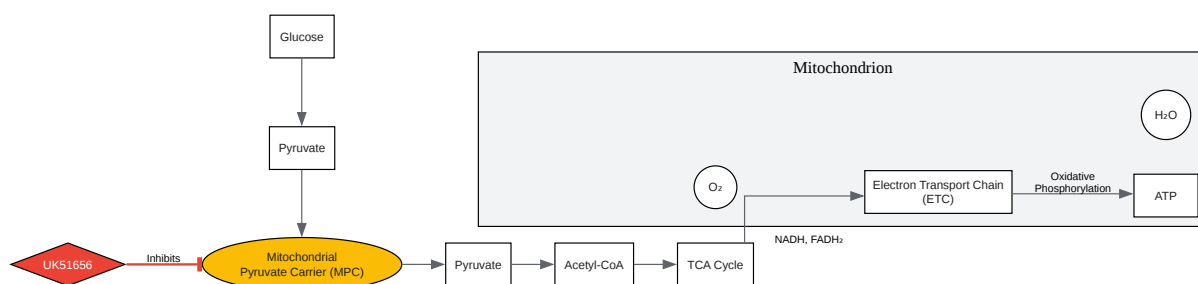 Glucose
Mitochondrion
H₂O
Pyruvate
O₂
Electron Transport Chain
(ETC)
Oxidative
Phosphorylation
ATP
NADH, FADH₂
UK51656
Inhibits
Mitochondrial
Pyruvate Carrier (MPC)
Pyruvate
Acetyl-CoA
TCA Cycle